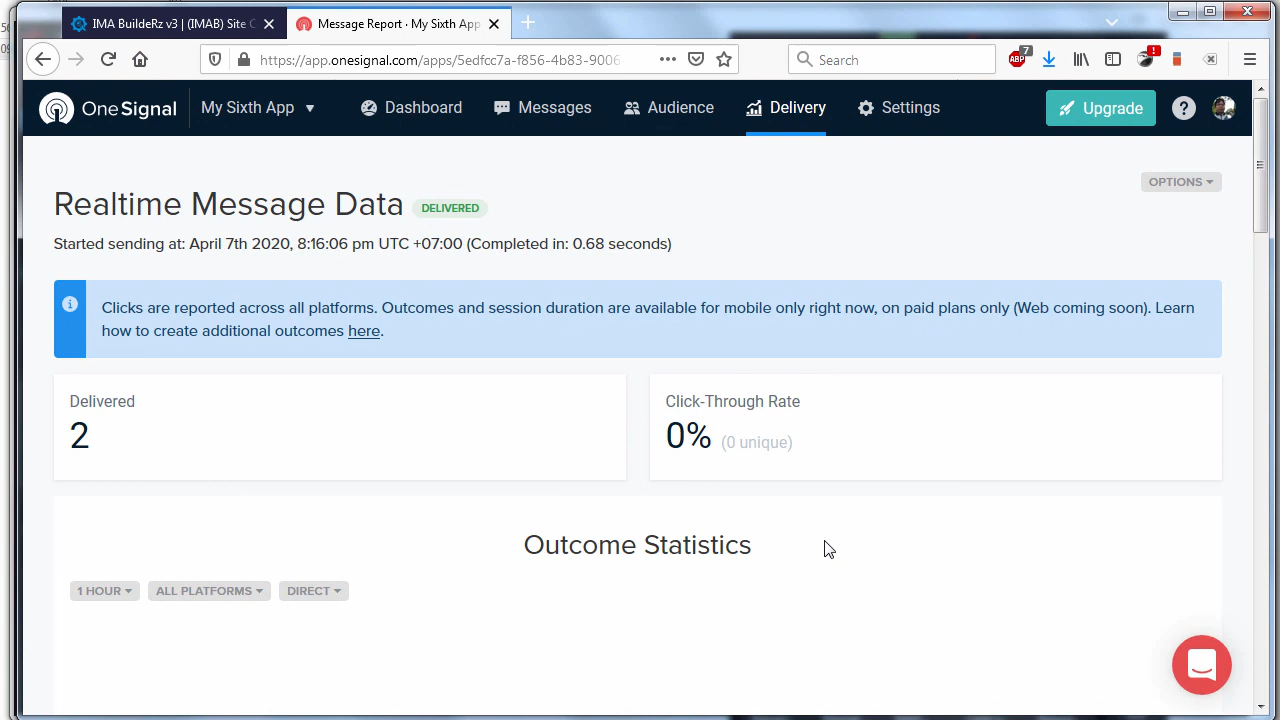 IMA BuildeRz v3 | (IMAB) Site C
Message Report · My Sixth App
https://app.onesignal.com/apps/
Search
7
ABP
!
OneSignal
My Sixth App
Dashboard
Messages
Audience
Delivery
Settings
Upgrade
?
OPTIONS
Realtime Message Data
DELIVERED
Started sending at: April 7th 2020, 8:16:06 pm UTC +07:00 (Completed in: 0.68 seconds)
Clicks are reported across all platforms. Outcomes and session duration are available for mobile only right now, on paid plans only (Web coming soon). Learn
how to create additional outcomes here.
Delivered
2
Click-Through Rate
0% (0 unique)
Outcome Statistics
1 HOUR
ALL PLATFORMS
DIRECT